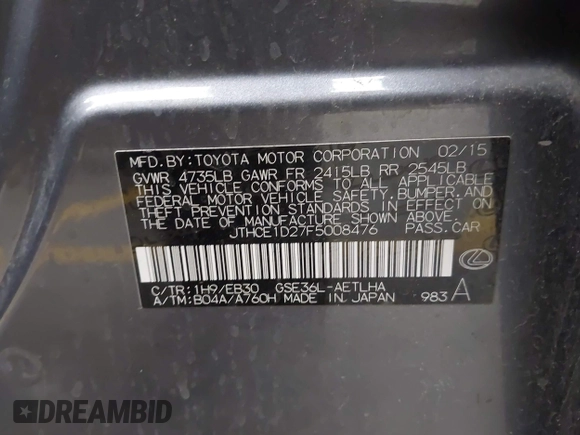 MFD.BY:TOYOTA MOTOR CORPORATION 02/15
GVWR 4735LB GAWR FR 2415LB RR 2545LB
THIS VEHICLE CONFORMS TO ALL APPLICABLE
FEDERAL MOTOR VEHICLE SAFETY, BUMPER, AND
THEFT PREVENTION STANDARDS IN EFFECT ON
THE DATE OF MANUFACTURE SHOWN ABOVE.
JTHCE1D27F5008476 PASS.CAR
C/TR:1H9/EB30 GSE36L-AETLHA
A/TM:B04A/A760H MADE IN JAPAN 983 A
DREAMBID